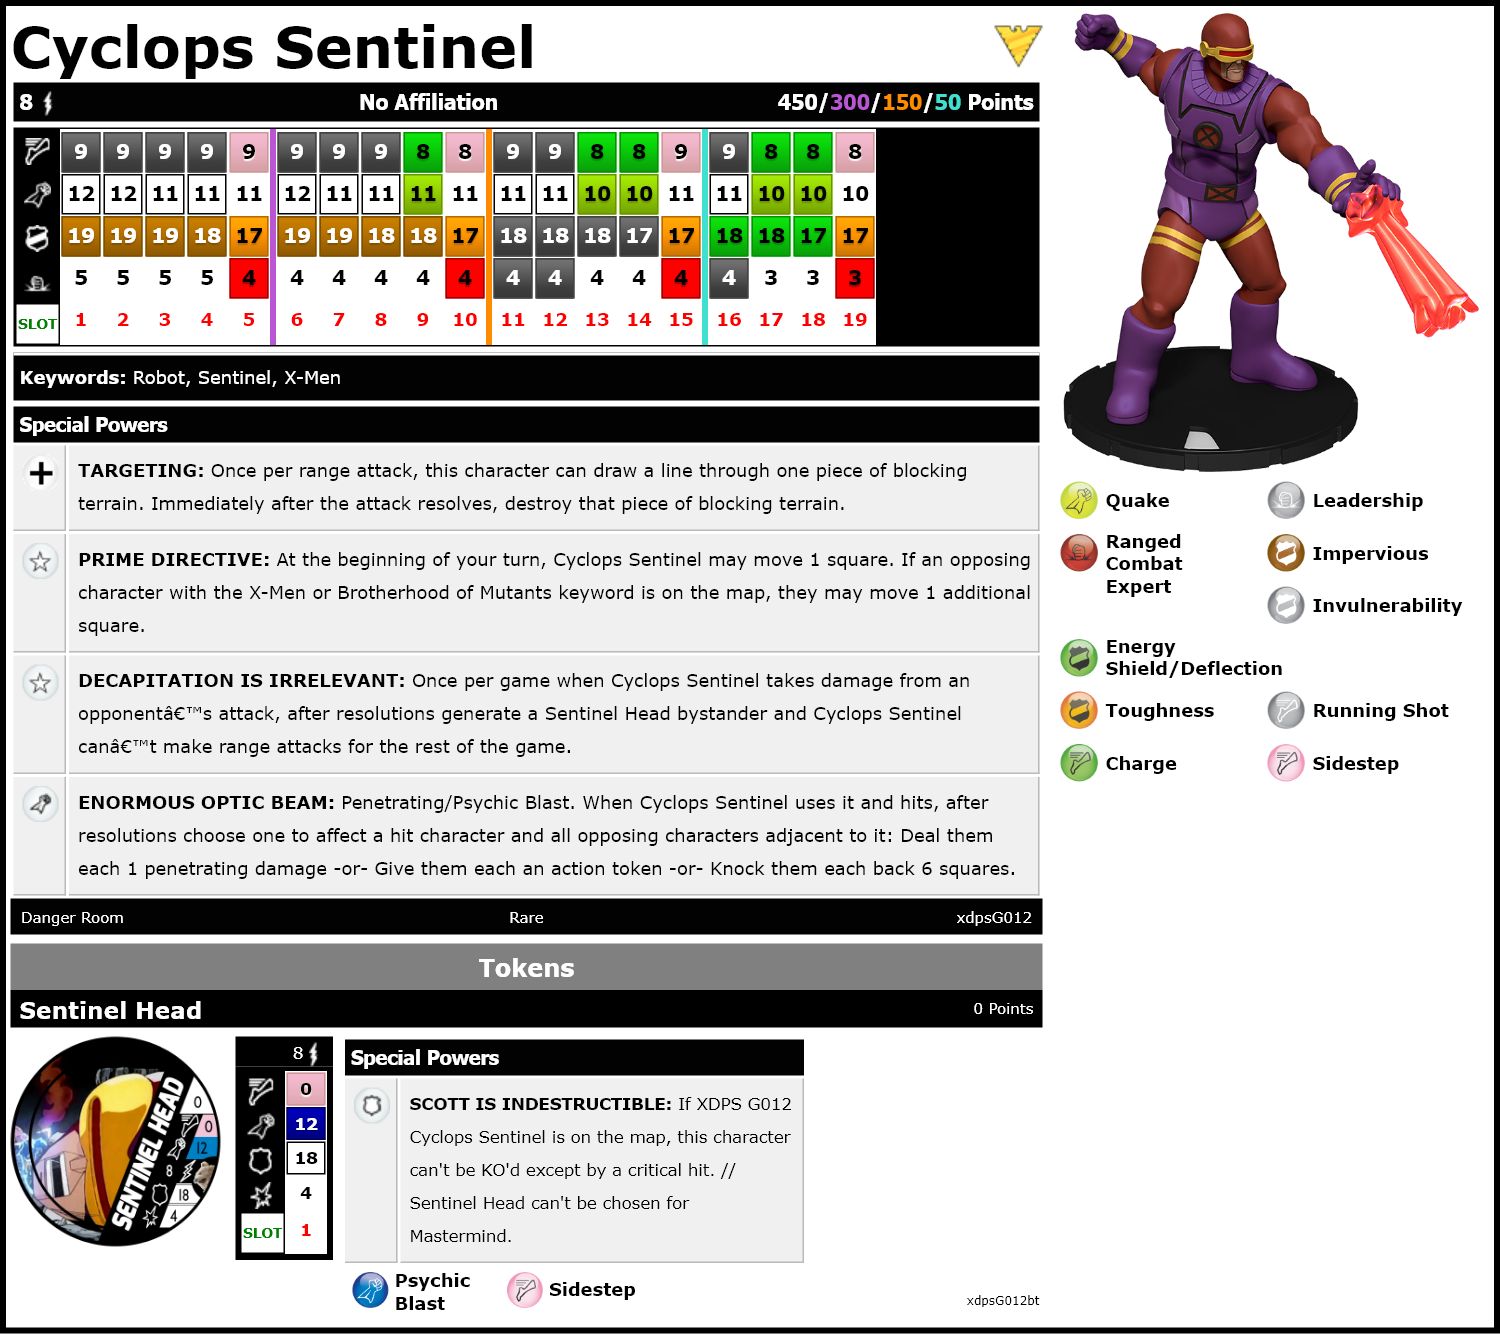 Cyclops Sentinel
8 No Affiliation 450/300/150/50 Points
9 9 9 9 9 9 9 9 8 8 9 9 8 8 9 9 8 8 8
12 12 11 11 11 12 11 11 11 11 11 11 10 10 11 11 10 10 10
19 19 19 18 17 19 19 18 18 17 18 18 18 17 17 18 18 17 17
5 5 5 5 4 4 4 4 4 4 4 4 4 4 4 4 3 3 3
SLOT 1 2 3 4 5 6 7 8 9 10 11 12 13 14 15 16 17 18 19
Keywords: Robot, Sentinel, X-Men
Special Powers
TARGETING: Once per range attack, this character can draw a line through one piece of blocking
terrain. Immediately after the attack resolves, destroy that piece of blocking terrain.
PRIME DIRECTIVE: At the beginning of your turn, Cyclops Sentinel may move 1 square. If an opposing
character with the X-Men or Brotherhood of Mutants keyword is on the map, they may move 1 additional
square.
DECAPITATION IS IRRELEVANT: Once per game when Cyclops Sentinel takes damage from an
opponentâ€™s attack, after resolutions generate a Sentinel Head bystander and Cyclops Sentinel
canâ€™t make range attacks for the rest of the game.
ENORMOUS OPTIC BEAM: Penetrating/Psychic Blast. When Cyclops Sentinel uses it and hits, after
resolutions choose one to affect a hit character and all opposing characters adjacent to it: Deal them
each 1 penetrating damage -or- Give them each an action token -or- Knock them each back 6 squares.
Danger Room Rare xdpsG012
Quake Leadership
Ranged
Combat
Expert
Impervious
Invulnerability
Energy
Shield/Deflection
Toughness Running Shot
Charge Sidestep
Tokens
Sentinel Head 0 Points
SENTINEL HEAD
0
0
12
8
18
4
8
0
12
18
4
SLOT 1
Special Powers
SCOTT IS INDESTRUCTIBLE: If XDPS G012
Cyclops Sentinel is on the map, this character
can't be KO'd except by a critical hit. //
Sentinel Head can't be chosen for
Mastermind.
Psychic
Blast
Sidestep
xdpsG012bt